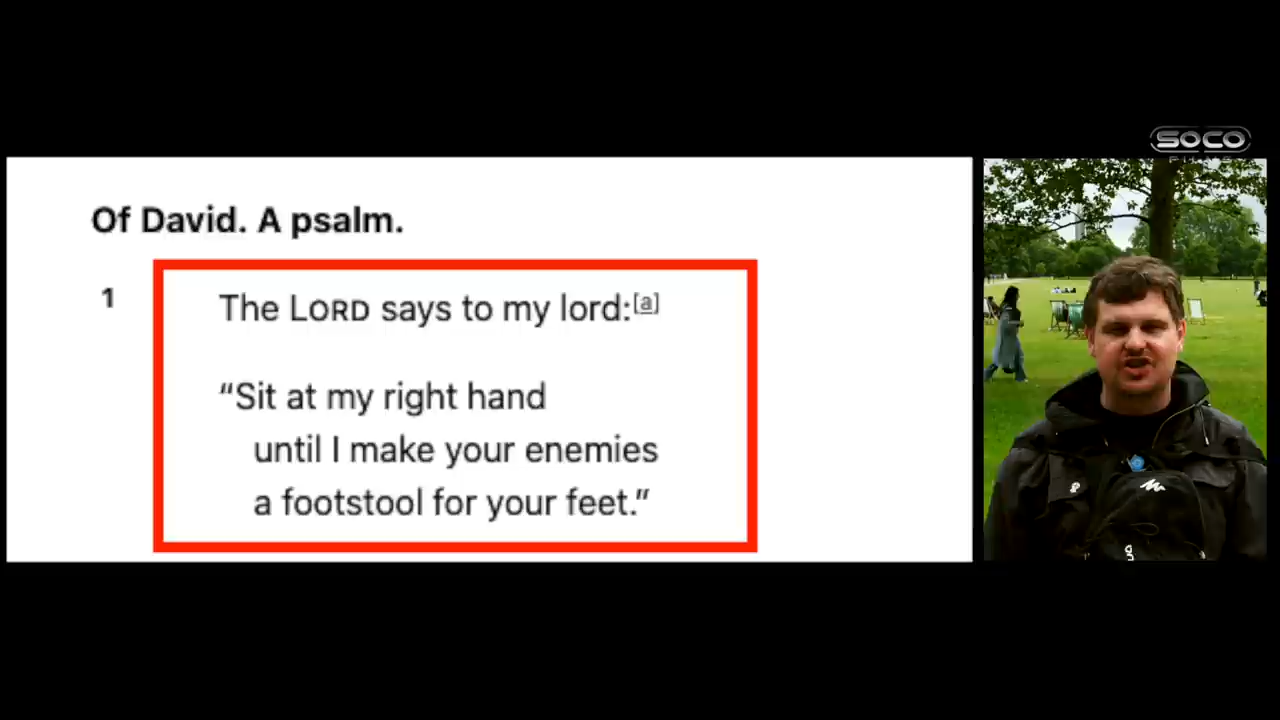 SOCO
FILMS
Of David. A psalm.
1
The LORD says to my lord:[a]
“Sit at my right hand
until I make your enemies
a footstool for your feet.”